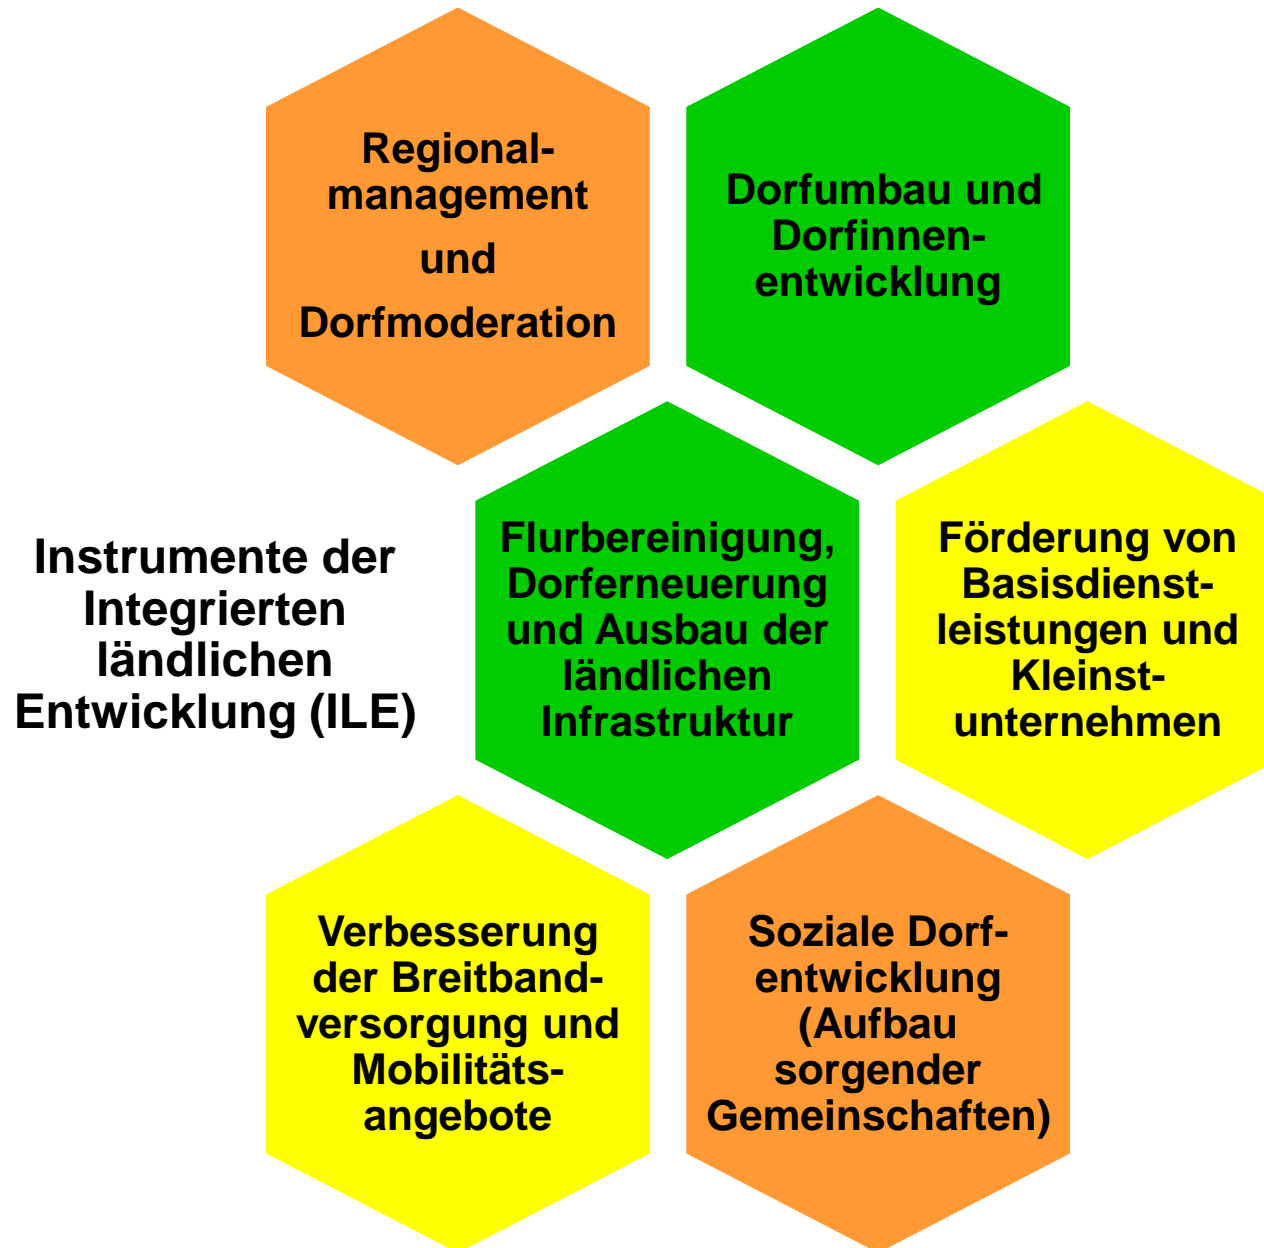 Regional-
management
und
Dorfmoderation
Dorfumbau und
Dorfinnen-
entwicklung
Instrumente der
Integrierten
ländlichen
Entwicklung (ILE)
Flurbereinigung,
Dorferneuerung
und Ausbau der
ländlichen
Infrastruktur
Förderung von
Basisdienst-
leistungen und
Kleinst-
unternehmen
Verbesserung
der Breitband-
versorgung und
Mobilitäts-
angebote
Soziale Dorf-
entwicklung
(Aufbau
sorgender
Gemeinschaften)